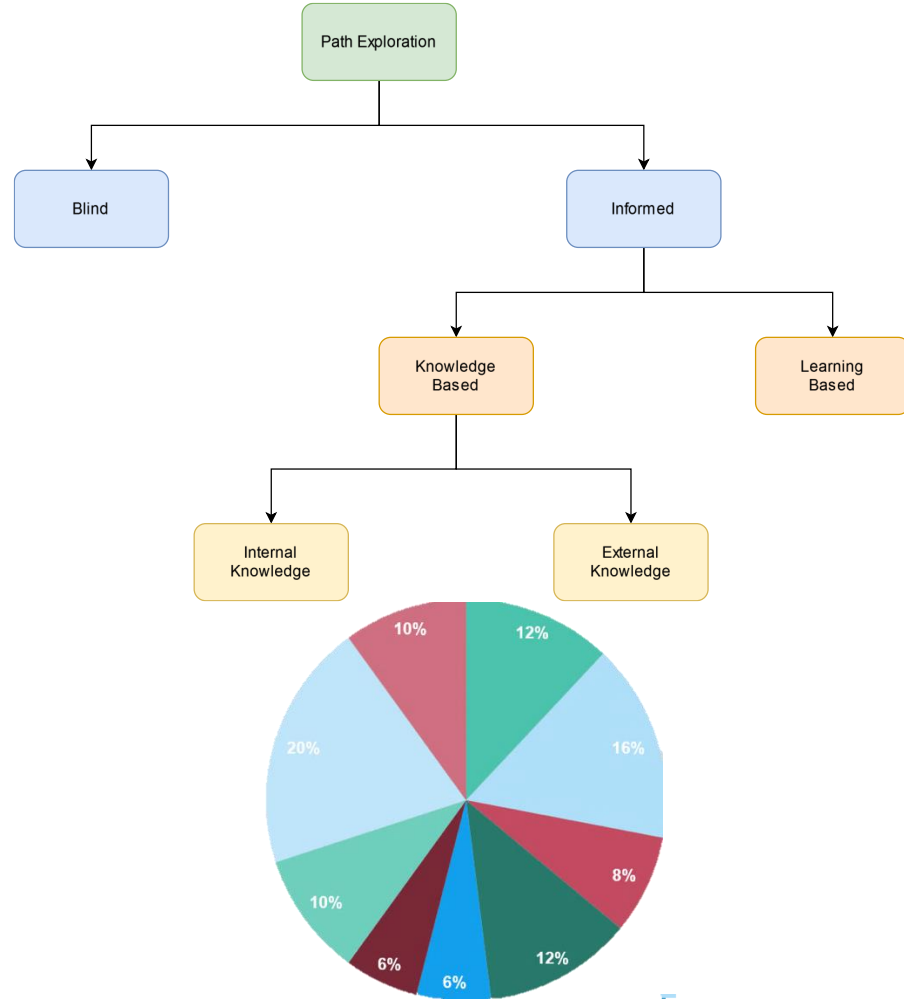 Path Exploration
Blind
Informed
Knowledge
Based
Learning
Based
Internal
Knowledge
External
Knowledge
10%
12%
20%
16%
8%
10%
12%
6%
6%